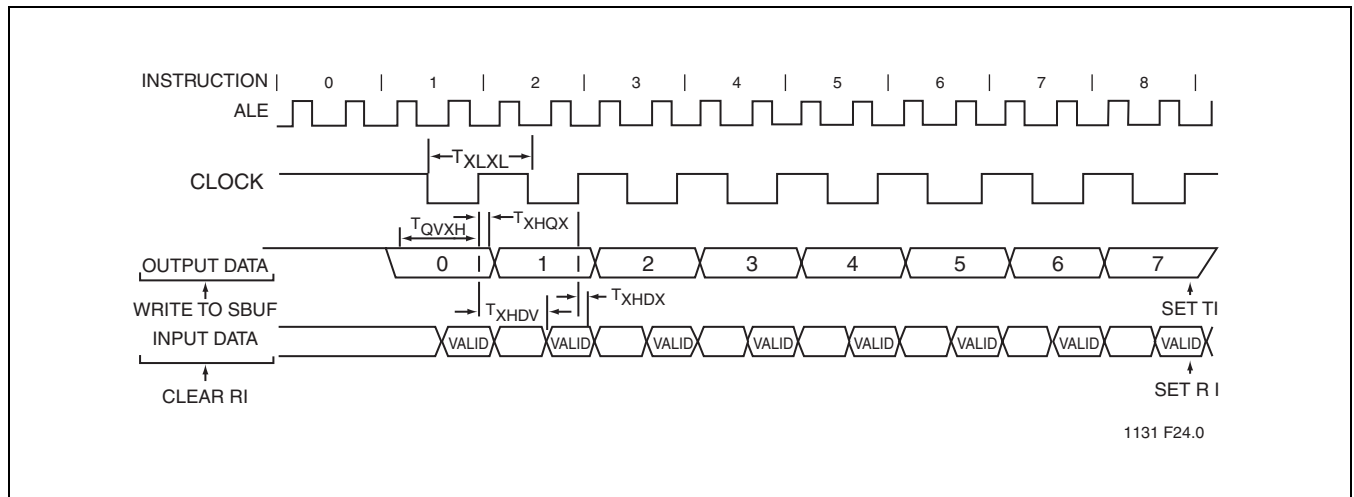 INSTRUCTION | 0 | 1 | 2 | 3 | 4 | 5 | 6 | 7 | 8 |
ALE
TXLXL
CLOCK
TQVXH TXHQX
OUTPUT DATA 0 1 2 3 4 5 6 7
WRITE TO SBUF TXHDV TXHDX SET TI
INPUT DATA VALID VALID VALID VALID VALID VALID VALID VALID
CLEAR RI SET R I
1131 F24.0